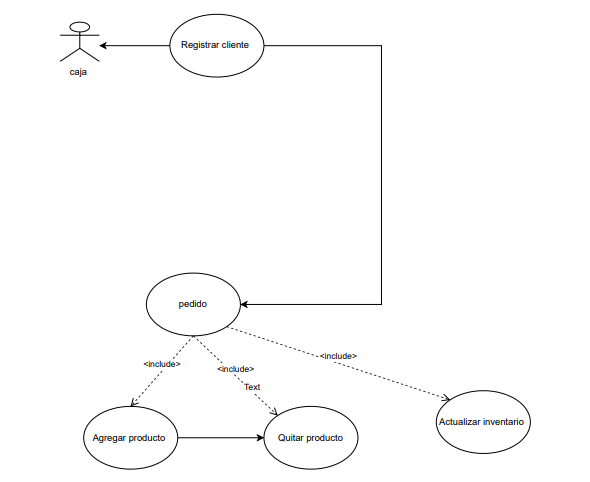 Registrar cliente
caja
pedido
<include>
<include>
<include>
Text
Agregar producto
Quitar producto
Actualizar inventario